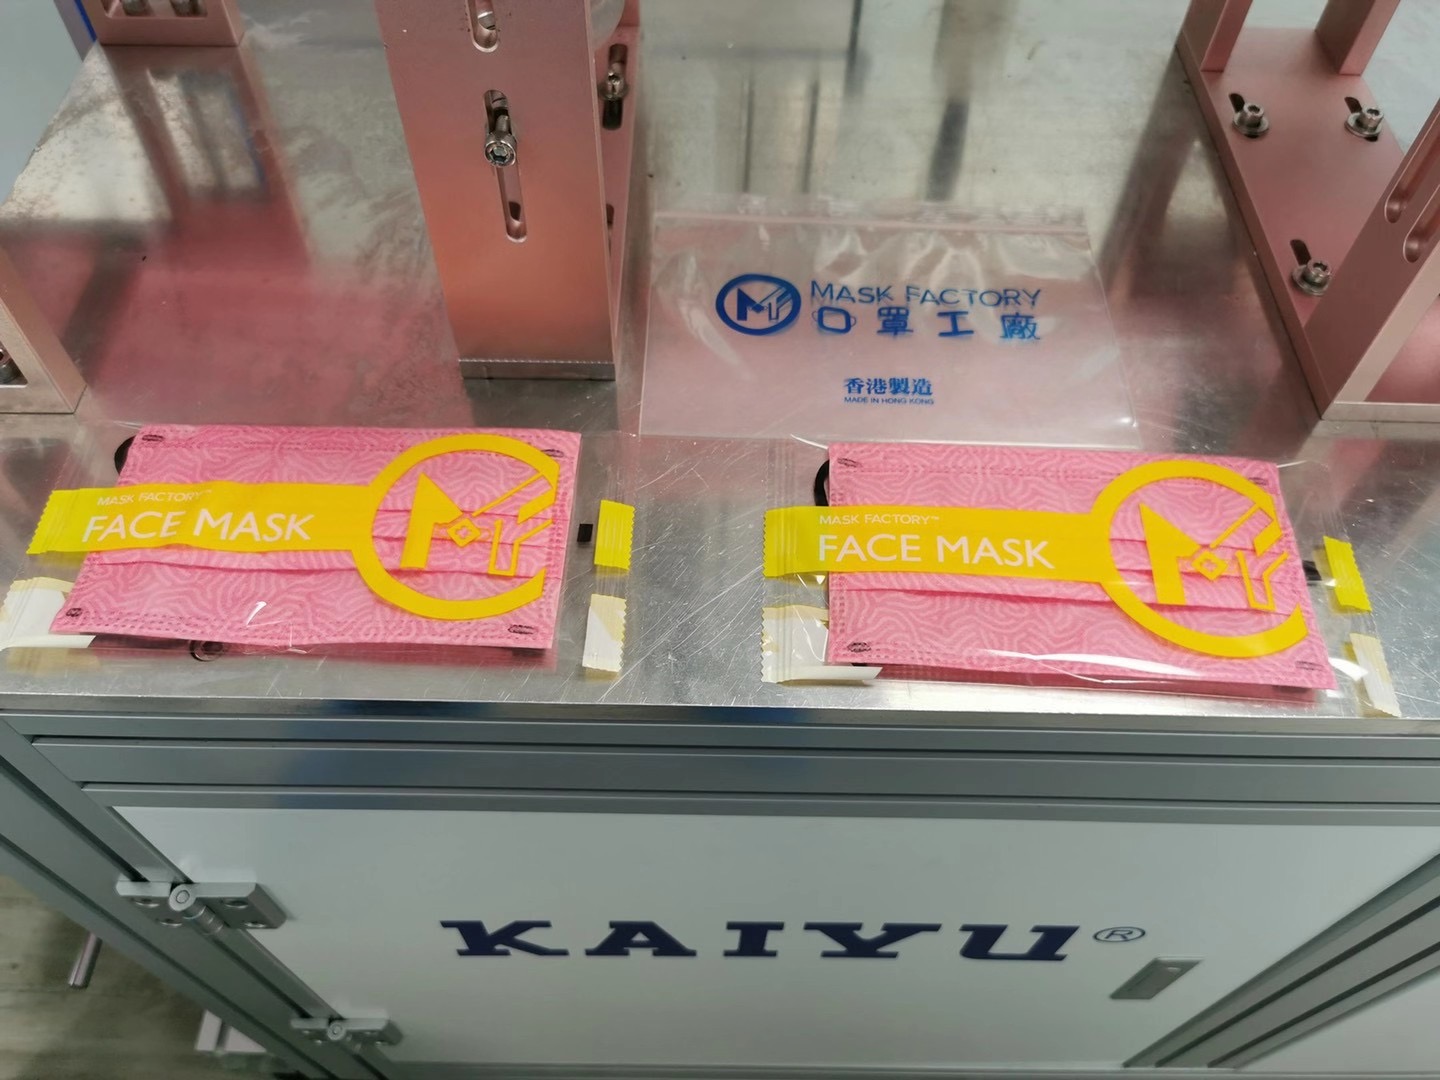 MASK FACTORY
口罩工廠
香港製造
MADE IN HONG KONG
MASK FACTORY™
FACE MASK
MASK FACTORY™
FACE MASK
KAIYU®